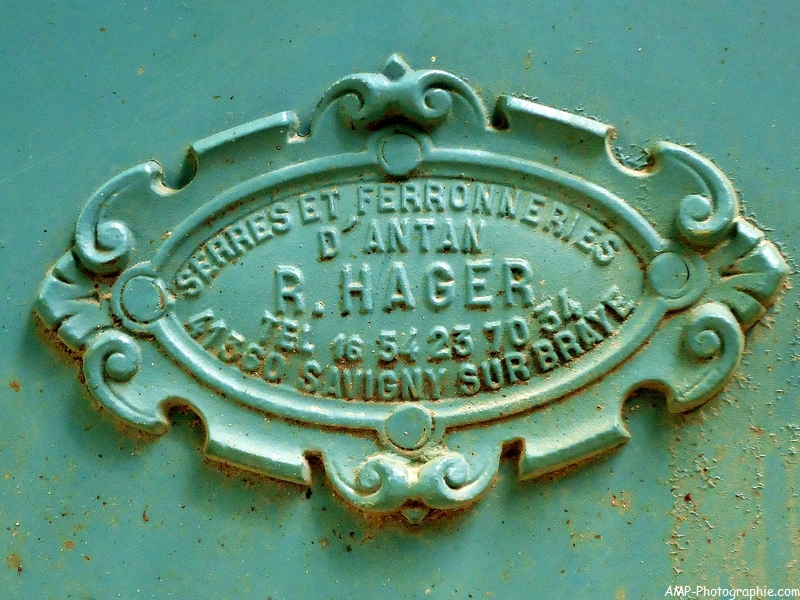 SERRES ET FERRONNERIES
D'ANTAN
R. HAGER
TEL 16 54 23 70 54
41360 SAVIGNY SUR BRAYE
AMP-Photographie.com